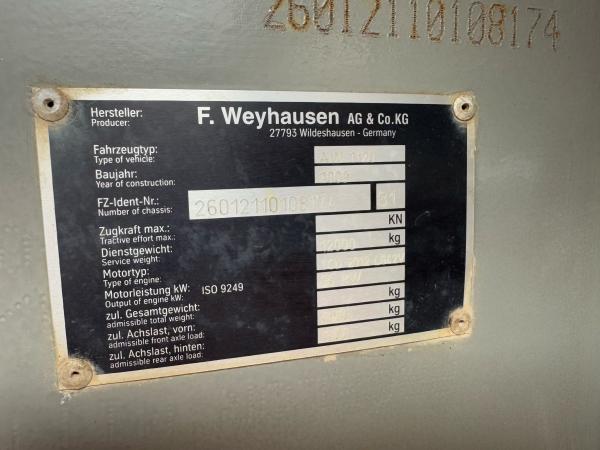 26012110108174
Hersteller:
Producer:
F. Weyhausen AG & Co.KG
27793 Wildeshausen - Germany
Fahrzeugtyp:
Type of vehicle:
Baujahr:
Year of construction:
FZ-Ident-Nr.:
Number of chassis:
26012110108174
Zugkraft max.:
Tractive effort max.:
KN
Dienstgewicht:
Service weight:
12000 kg
Motortyp:
Type of engine:
Motorleistung kW: ISO 9249
Output of engine kW:
zul. Gesamtgewicht:
admissible total weight:
kg
zul. Achslast, vorn:
admissible front axle load:
kg
zul. Achslast, hinten:
admissible rear axle load:
kg